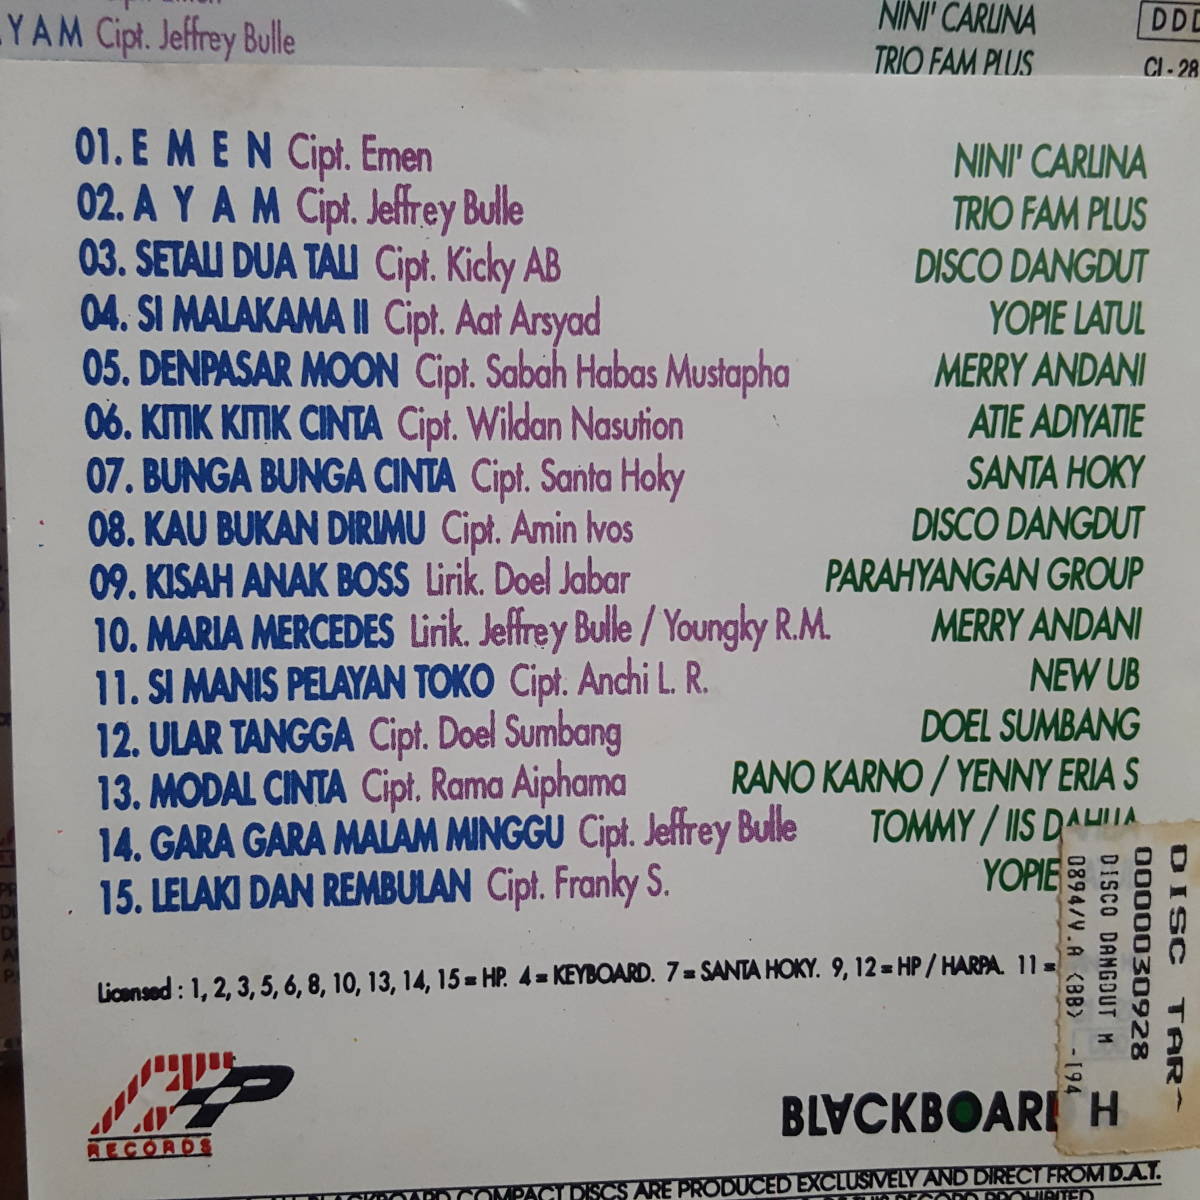 YAM Cipt. Jeffrey Bulle
NINI' CARLINA
TRIO FAM PLUS
CI - 28
01. E M E N Cipt. Emen NINI' CARLINA
02. A Y A M Cipt. Jeffrey Bulle TRIO FAM PLUS
03. SETALI DUA TALI Cipt. Kicky AB DISCO DANGDUT
04. SI MALAKAMA II Cipt. Aat Arsyad YOPIE LATUL
05. DENPASAR MOON Cipt. Sabah Habas Mustapha MERRY ANDANI
06. KITIK KITIK CINTA Cipt. Wildan Nasution ATIE ADIYATIE
07. BUNGA BUNGA CINTA Cipt. Santa Hoky SANTA HOKY
08. KAU BUKAN DIRIMU Cipt. Amin Ivos DISCO DANGDUT
09. KISAH ANAK BOSS Lirik. Doel Jabar PARAHYANGAN GROUP
10. MARIA MERCEDES Lirik. Jeffrey Bulle / Youngky R.M. MERRY ANDANI
11. SI MANIS PELAYAN TOKO Cipt. Anchi L. R. NEW UB
12. ULAR TANGGA Cipt. Doel Sumbang DOEL SUMBANG
13. MODAL CINTA Cipt. Rama Aiphama RANO KARNO / YENNY ERIA S
14. GARA GARA MALAM MINGGU Cipt. Jeffrey Bulle TOMMY / IIS DAHLIA
15. LELAKI DAN REMBULAN Cipt. Franky S. YOPIE
Licensed : 1, 2, 3, 5, 6, 8, 10, 13, 14, 15 = HP. 4 = KEYBOARD. 7 = SANTA HOKY. 9, 12 = HP / HARPA. 11 =
DISC TAR
0000030928
DISCO DANGDUT M
0894/V.A <BB> -194
RECORDS
BLACKBOARD H
BLACKBOARD COMPACT DISCS ARE PRODUCED EXCLUSIVELY AND DIRECT FROM D.A.T.
OF THIS RECORD PROHIBITED